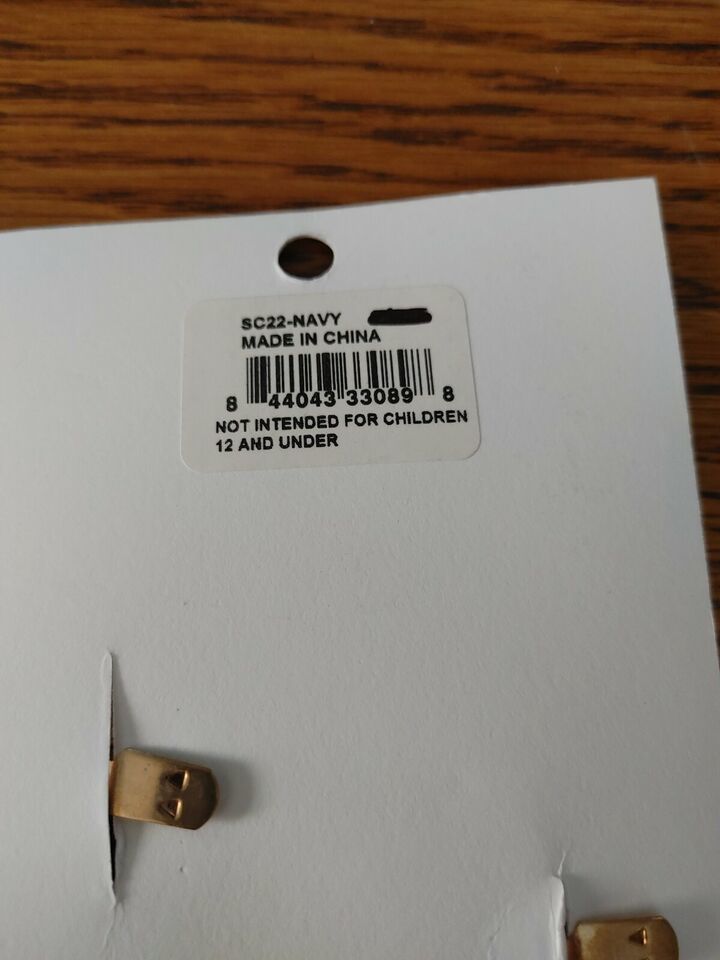 SC22-NAVY
MADE IN CHINA
8 44043 33089 8
NOT INTENDED FOR CHILDREN
12 AND UNDER